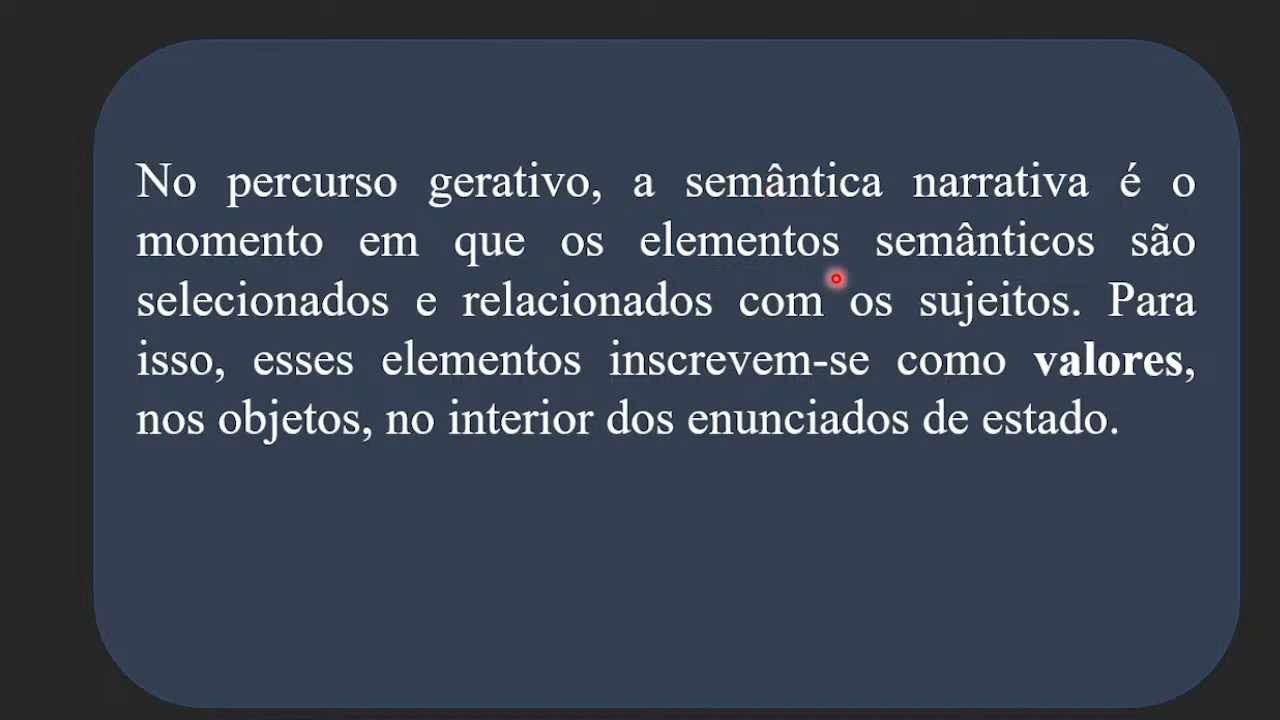 No percurso gerativo, a semântica narrativa é o
momento em que os elementos semânticos são
selecionados e relacionados com os sujeitos. Para
isso, esses elementos inscrevem-se como valores,
nos objetos, no interior dos enunciados de estado.